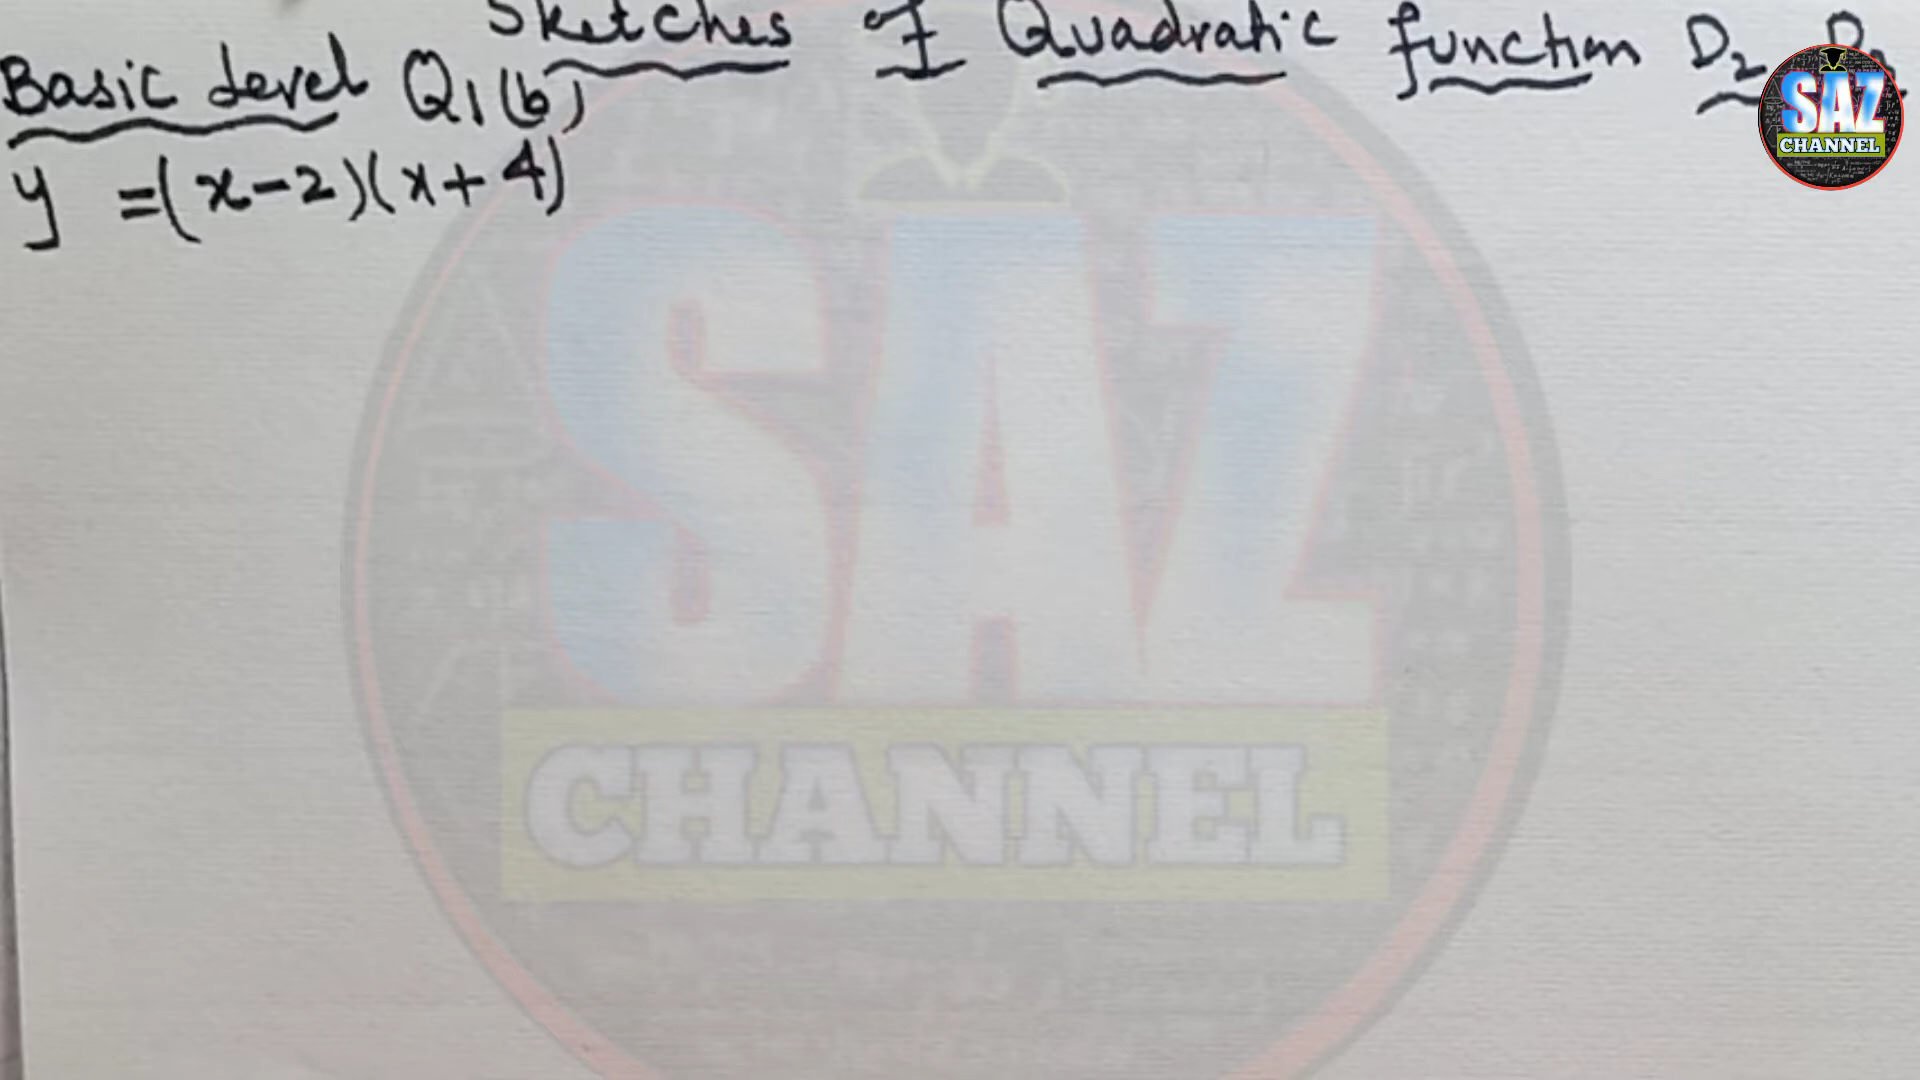 Sketches of Quadratic function D2
Basic Level Q1(b)
y = (x-2)(x+4)
SAZ
CHANNEL
SAZ
CHANNEL